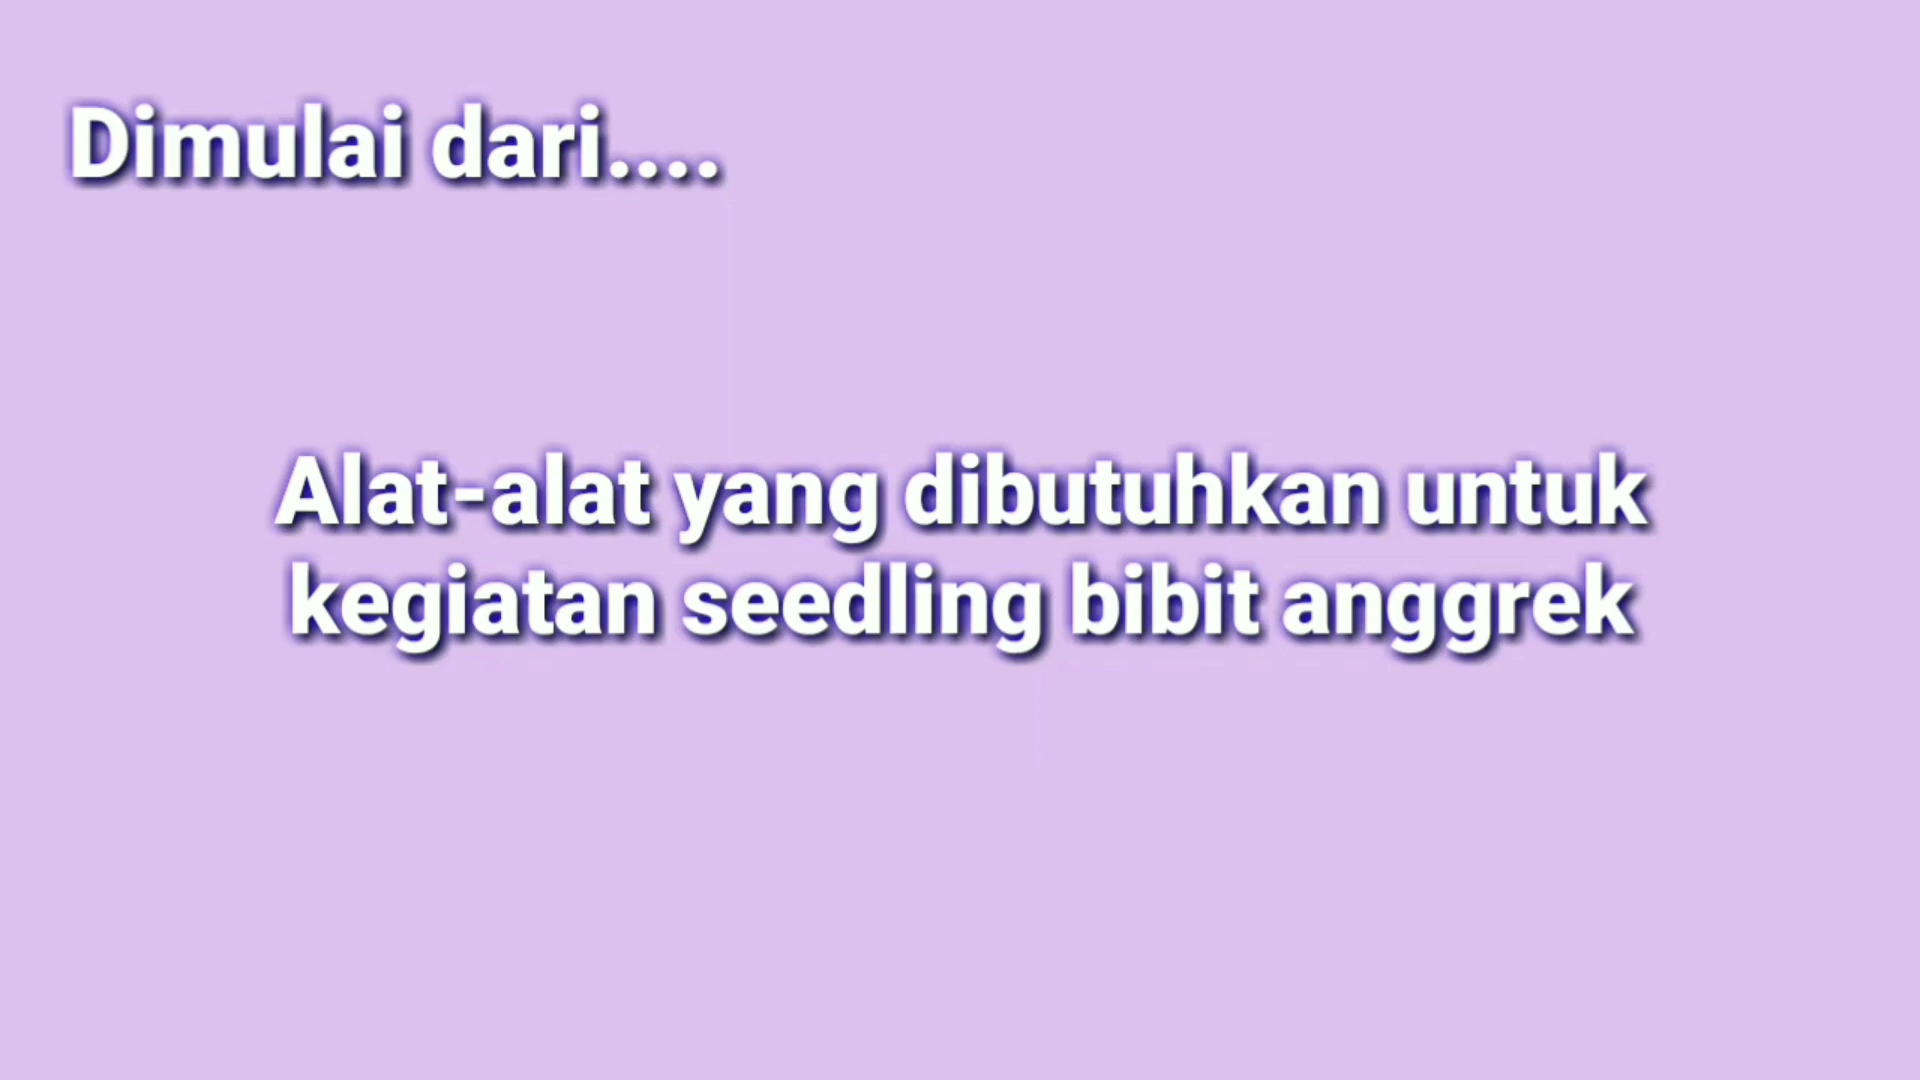 Dimulai dari....
Alat-alat yang dibutuhkan untuk
kegiatan seedling bibit anggrek